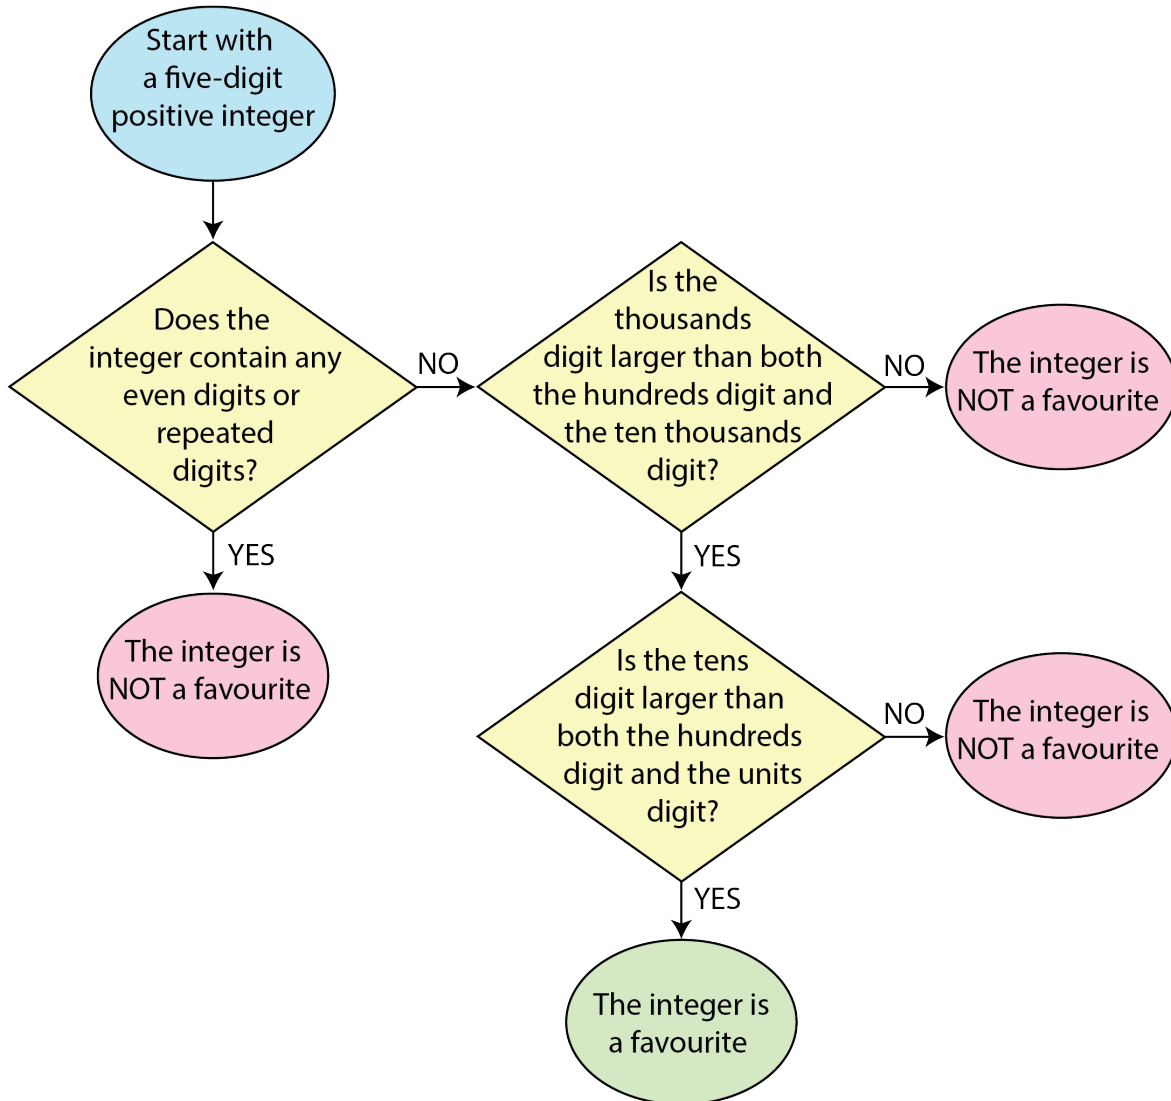 Start with
a five-digit
positive integer
Does the
integer contain any
even digits or
repeated
digits?
NO
Is the
thousands
digit larger than both
the hundreds digit and
the ten thousands
digit?
NO
The integer is
NOT a favourite
YES
The integer is
NOT a favourite
YES
Is the tens
digit larger than
both the hundreds
digit and the units
digit?
NO
The integer is
NOT a favourite
YES
The integer is
a favourite